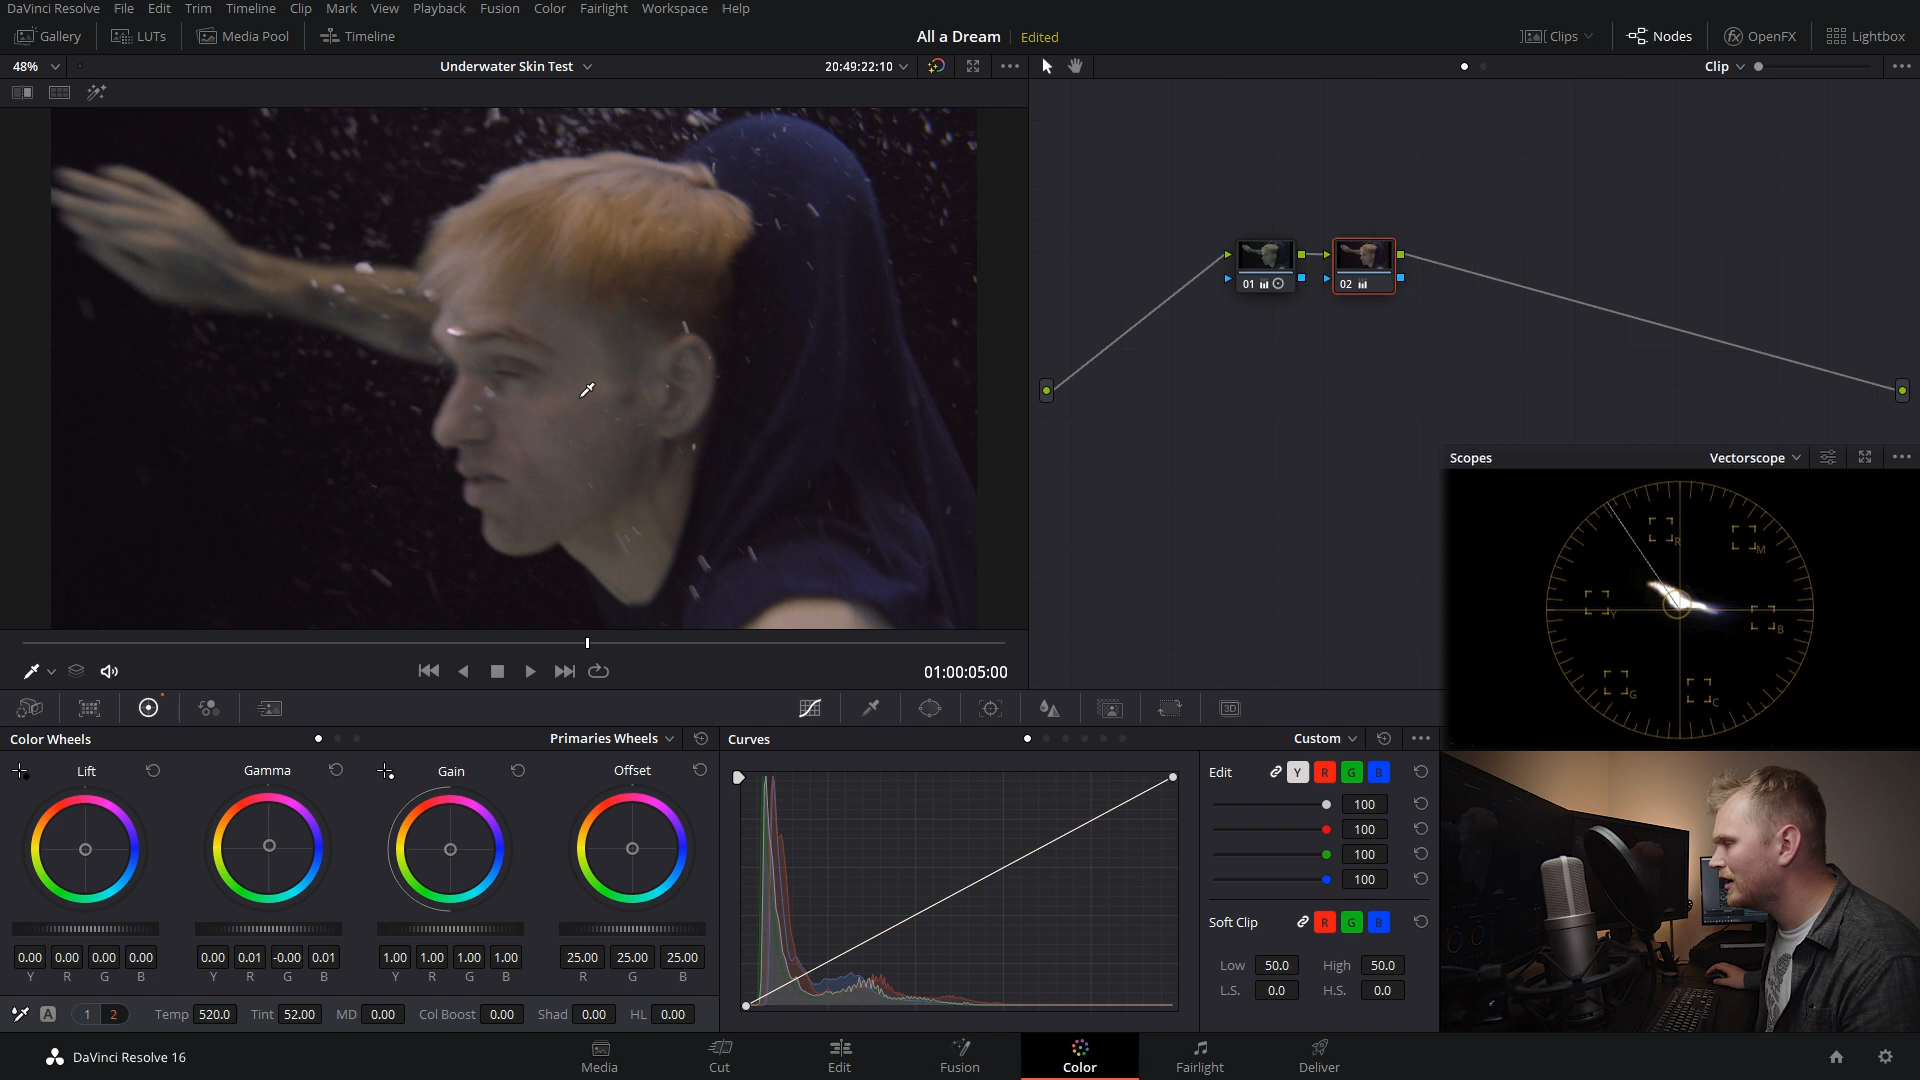 DaVinci Resolve File Edit Trim Timeline Clip Mark View Playback Fusion Color Fairlight Workspace Help
Gallery LUTs Media Pool Timeline All a Dream Edited Clips Nodes OpenFX Lightbox
48% Underwater Skin Test 20:49:22:10 Clip
01 02
Scopes Vectorscope
R M
Y B
G C
01:00:05:00
3D
Color Wheels Primaries Wheels Curves Custom
Lift Gamma Gain Offset Edit Y R G B
100
100
100
100
Soft Clip R G B
0.00 0.00 0.00 0.00 0.00 0.01 -0.00 0.01 1.00 1.00 1.00 1.00 25.00 25.00 25.00 Low 50.0 High 50.0
Y R G B Y R G B Y R G B R G B L.S. 0.0 H.S. 0.0
A 1 2 Temp 520.0 Tint 52.00 MD 0.00 Col Boost 0.00 Shad 0.00 HL 0.00
DaVinci Resolve 16 Media Cut Edit Fusion Color Fairlight Deliver